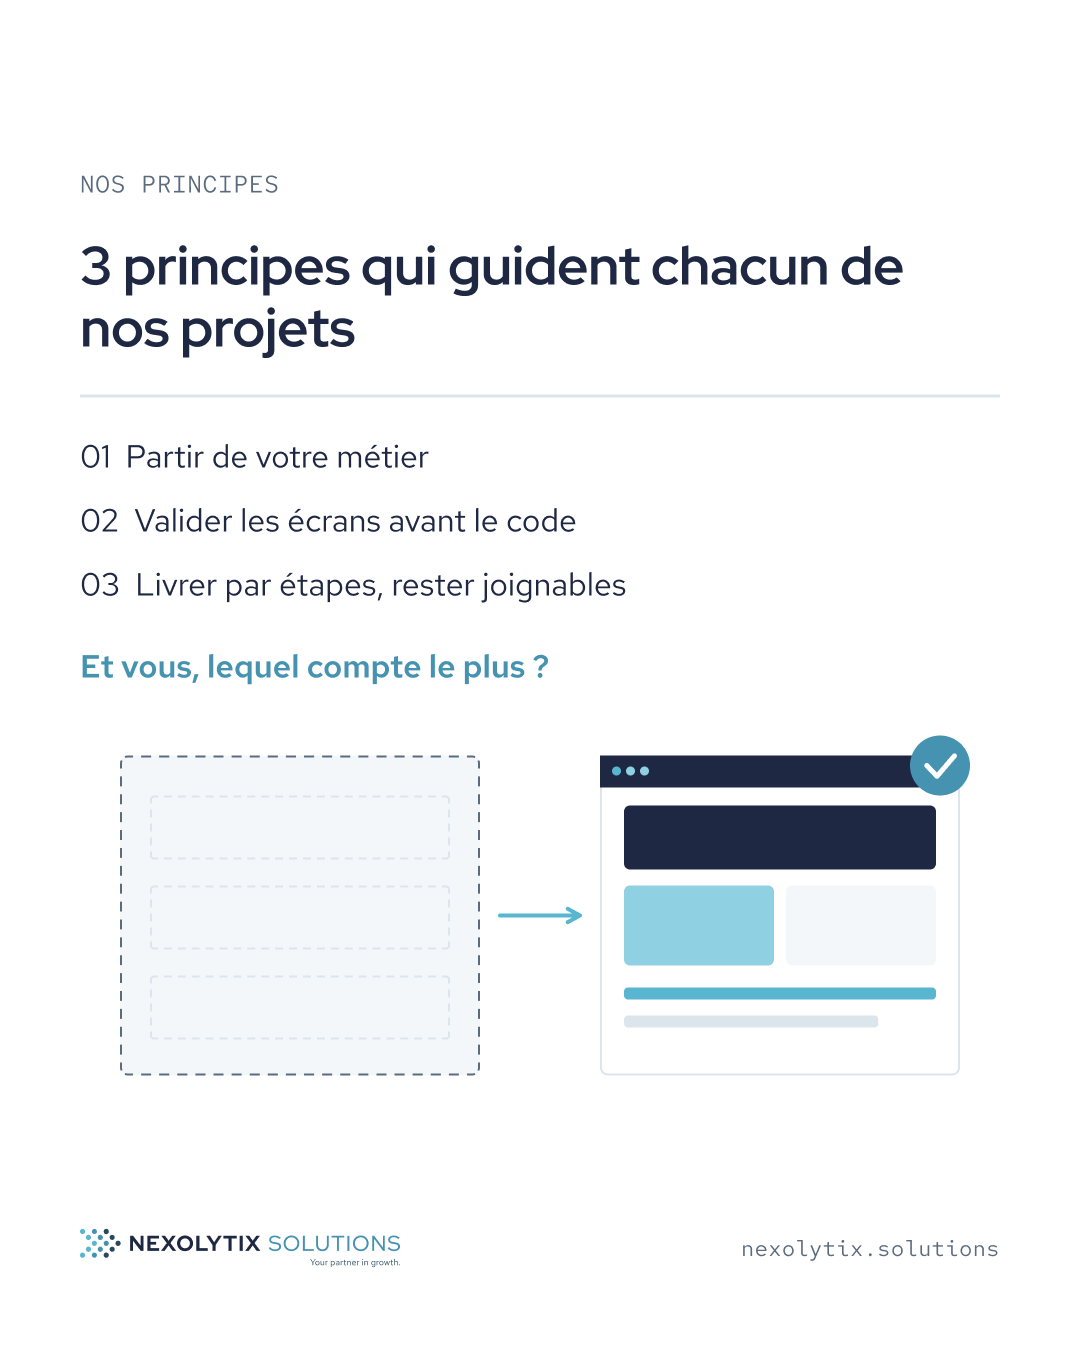 NOS PRINCIPES
3 principes qui guident chacun de
nos projets
01 Partir de votre métier
02 Valider les écrans avant le code
03 Livrer par étapes, rester joignables
Et vous, lequel compte le plus ?
NEXOLYTIX SOLUTIONS
Your partner in growth.
nexolytix.solutions